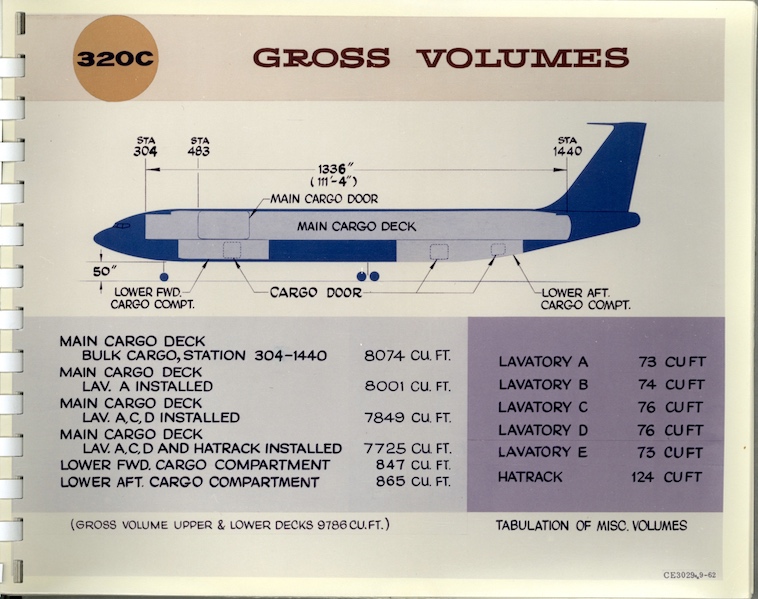 320C
GROSS VOLUMES
STA
304
STA
483
STA
1440
1336"
(111'-4")
MAIN CARGO DOOR
MAIN CARGO DECK
50"
LOWER FWD.
CARGO COMPT.
CARGO DOOR
LOWER AFT.
CARGO COMPT.
MAIN CARGO DECK
BULK CARGO, STATION 304-1440 8074 CU. FT.
MAIN CARGO DECK
LAV. A INSTALLED 8001 CU. FT.
MAIN CARGO DECK
LAV. A,C,D INSTALLED 7849 CU. FT.
MAIN CARGO DECK
LAV. A,C,D AND HATRACK INSTALLED 7725 CU. FT.
LOWER FWD. CARGO COMPARTMENT 847 CU. FT.
LOWER AFT. CARGO COMPARTMENT 865 CU. FT.
(GROSS VOLUME UPPER & LOWER DECKS 9786 CU. FT.)
LAVATORY A 73 CU FT
LAVATORY B 74 CU FT
LAVATORY C 76 CU FT
LAVATORY D 76 CU FT
LAVATORY E 73 CU FT
HATRACK 124 CU FT
TABULATION OF MISC. VOLUMES
CE3029, 9-62